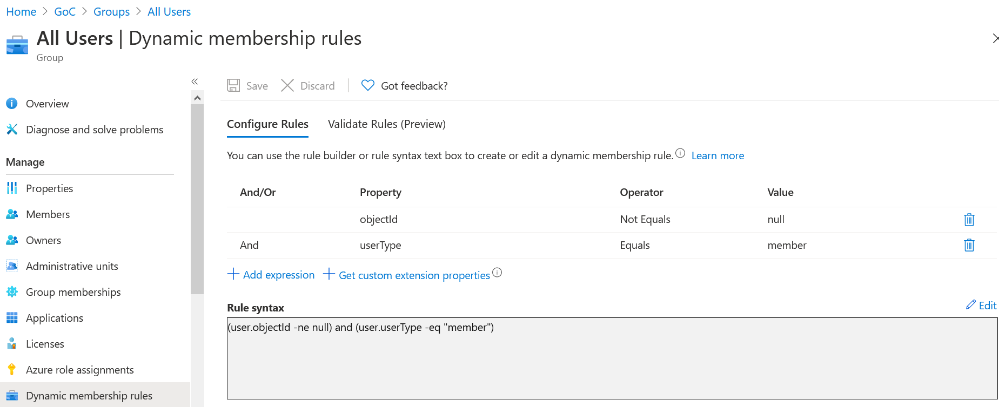 Home > GoC > Groups > All Users
All Users | Dynamic membership rules
Group
«
Overview
Diagnose and solve problems
Manage
Properties
Members
Owners
Administrative units
Group memberships
Applications
Licenses
Azure role assignments
Dynamic membership rules
Save Discard | Got feedback?
Configure Rules Validate Rules (Preview)
You can use the rule builder or rule syntax text box to create or edit a dynamic membership rule. Learn more
And/Or Property Operator Value
objectId Not Equals null
And userType Equals member
+ Add expression + Get custom extension properties
Rule syntax Edit
(user.objectId -ne null) and (user.userType -eq "member")